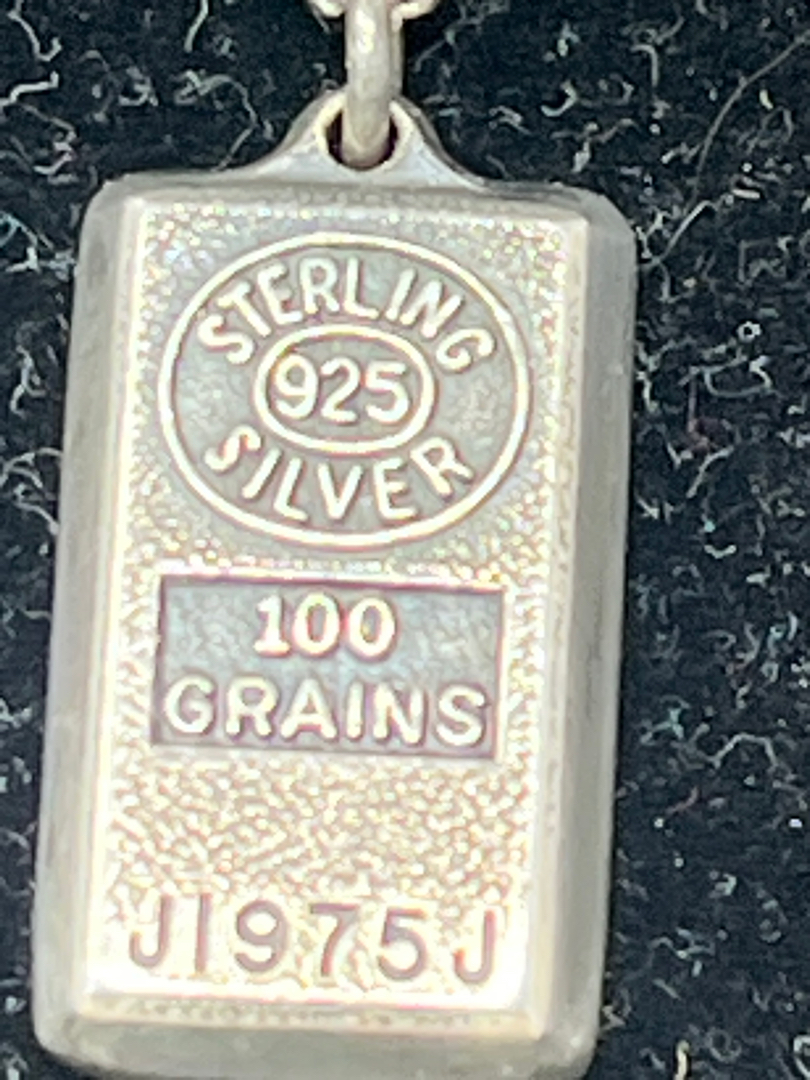 STERLING
925
SILVER
100
GRAINS
J1975J